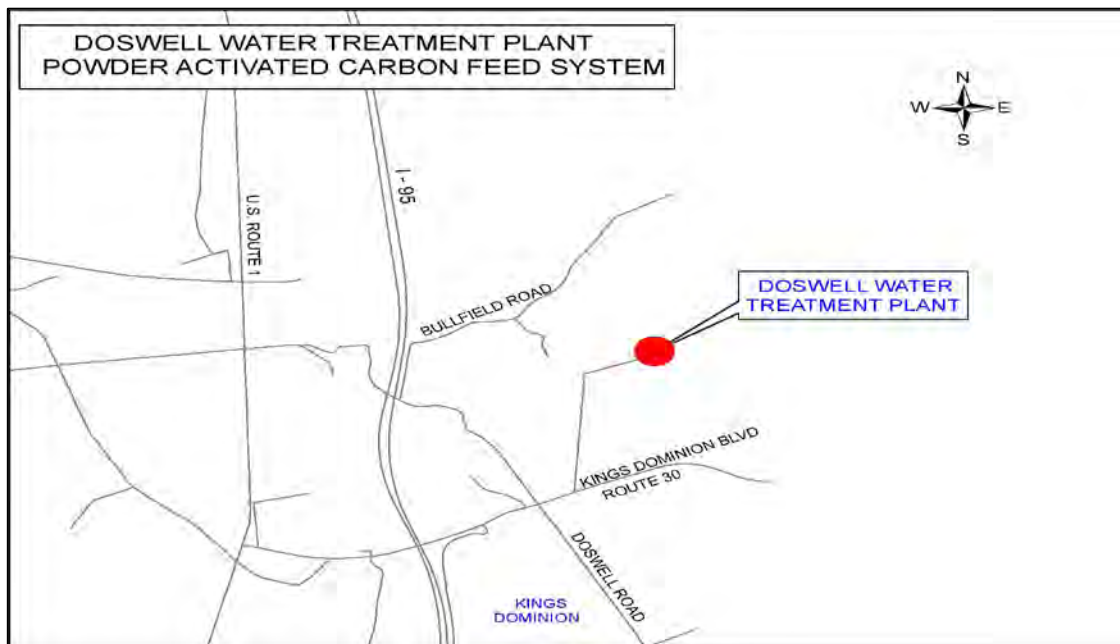 DOSWELL WATER TREATMENT PLANT
POWDER ACTIVATED CARBON FEED SYSTEM
N
W E
S
I - 95
U.S. ROUTE 1
BULLFIELD ROAD
DOSWELL WATER
TREATMENT PLANT
KINGS DOMINION BLVD
ROUTE 30
DOSWELL ROAD
KINGS
DOMINION